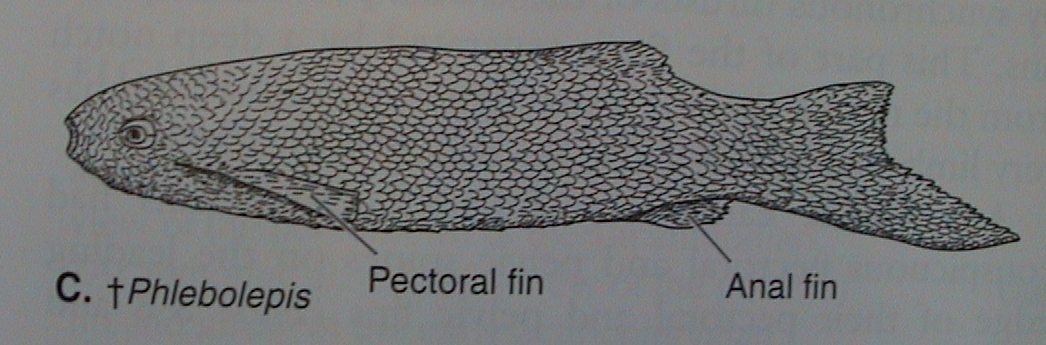 Pectoral fin
Anal fin
C. †Phlebolepis